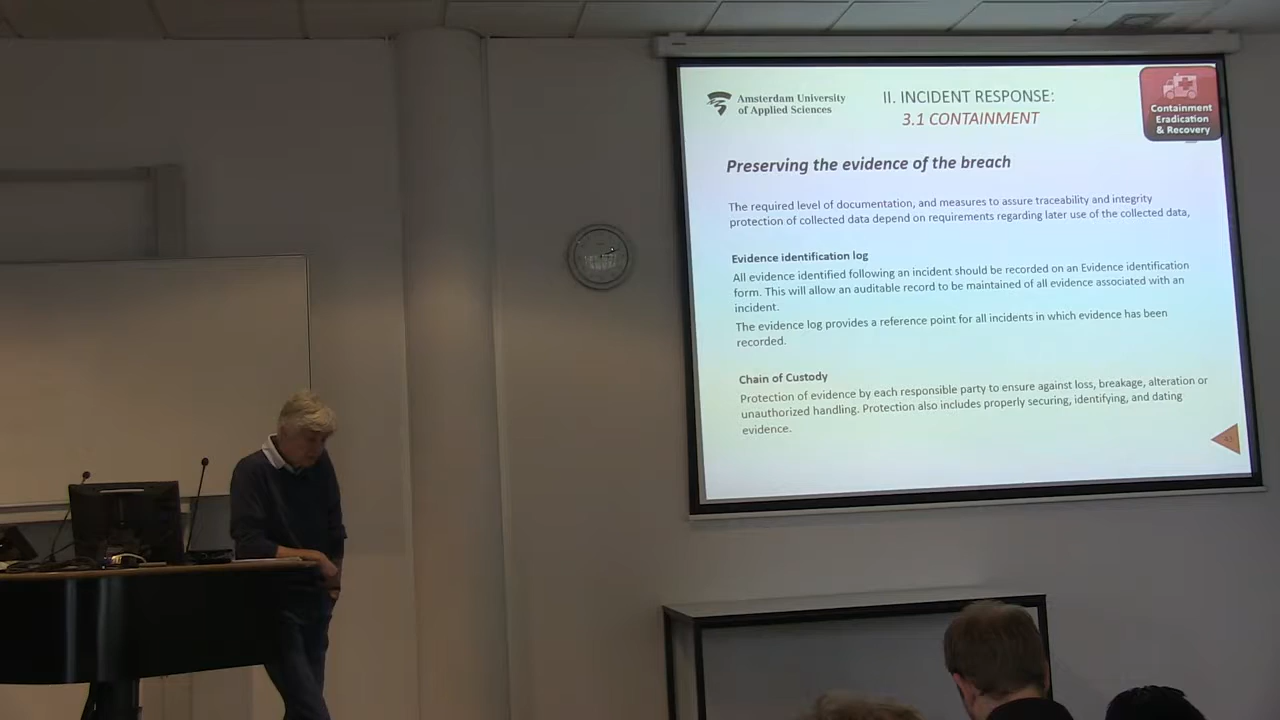 Amsterdam University
of Applied Sciences
II. INCIDENT RESPONSE:
3.1 CONTAINMENT
Containment
Eradication
& Recovery
Preserving the evidence of the breach
The required level of documentation, and measures to assure traceability and integrity
protection of collected data depend on requirements regarding later use of the collected data,
Evidence identification log
All evidence identified following an incident should be recorded on an Evidence identification
form. This will allow an auditable record to be maintained of all evidence associated with an
incident.
The evidence log provides a reference point for all incidents in which evidence has been
recorded.
Chain of Custody
Protection of evidence by each responsible party to ensure against loss, breakage, alteration or
unauthorized handling. Protection also includes properly securing, identifying, and dating
evidence.